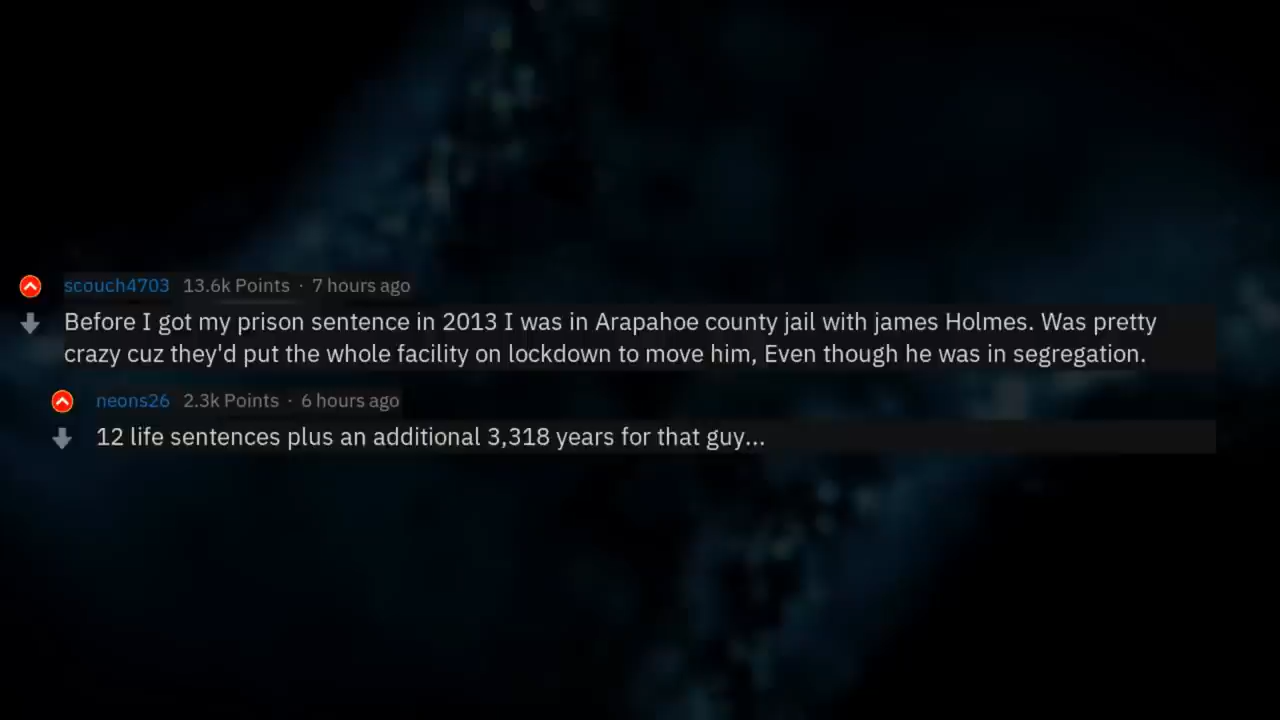 scouch4703 13.6k Points · 7 hours ago
Before I got my prison sentence in 2013 I was in Arapahoe county jail with james Holmes. Was pretty
crazy cuz they'd put the whole facility on lockdown to move him, Even though he was in segregation.
neons26 2.3k Points · 6 hours ago
12 life sentences plus an additional 3,318 years for that guy...